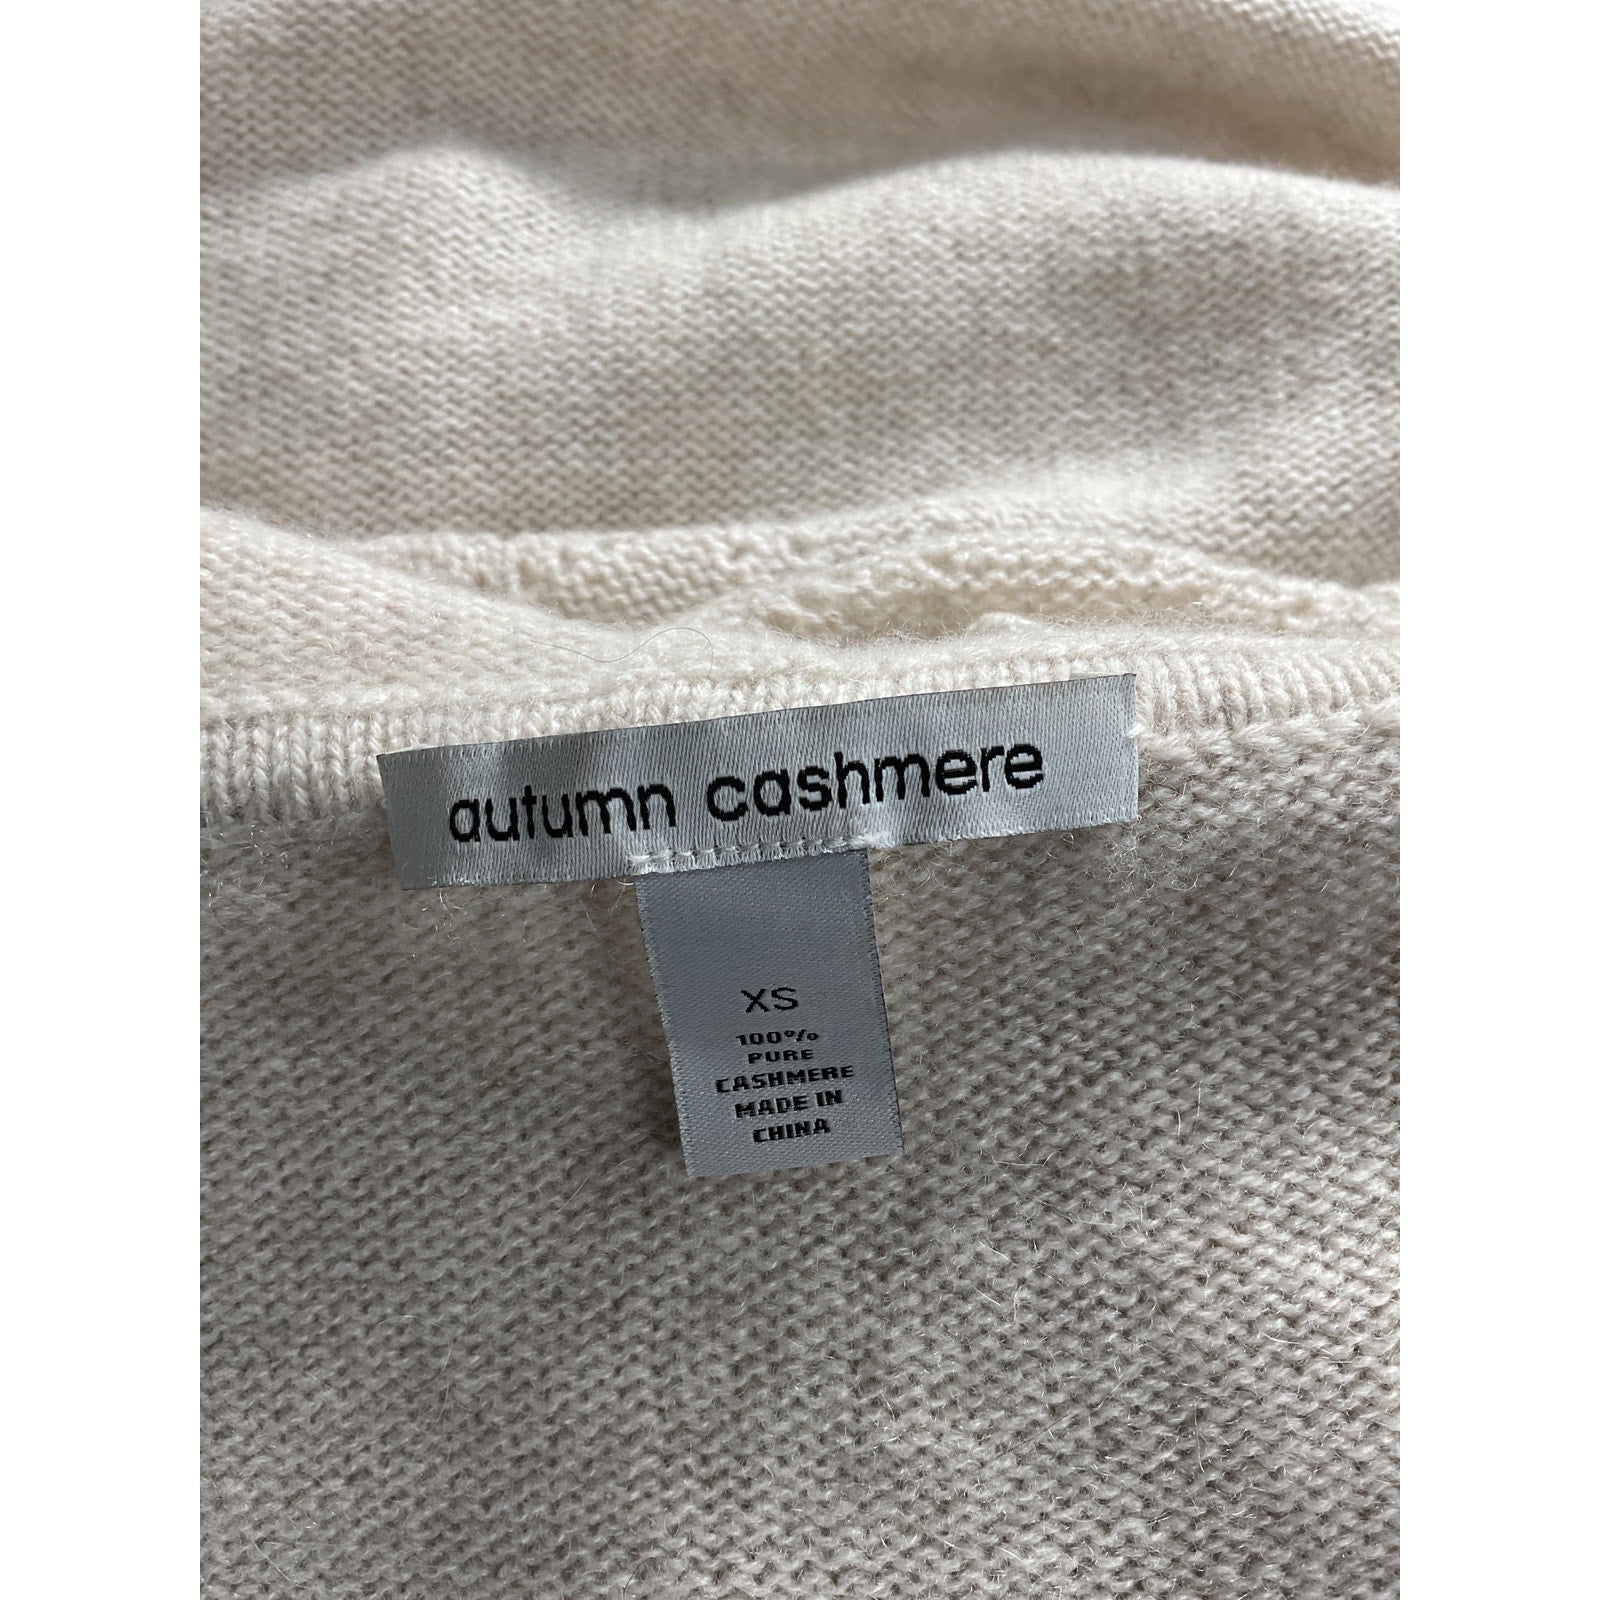 autumn cashmere
XS
100%
PURE
CASHMERE
MADE IN
CHINA